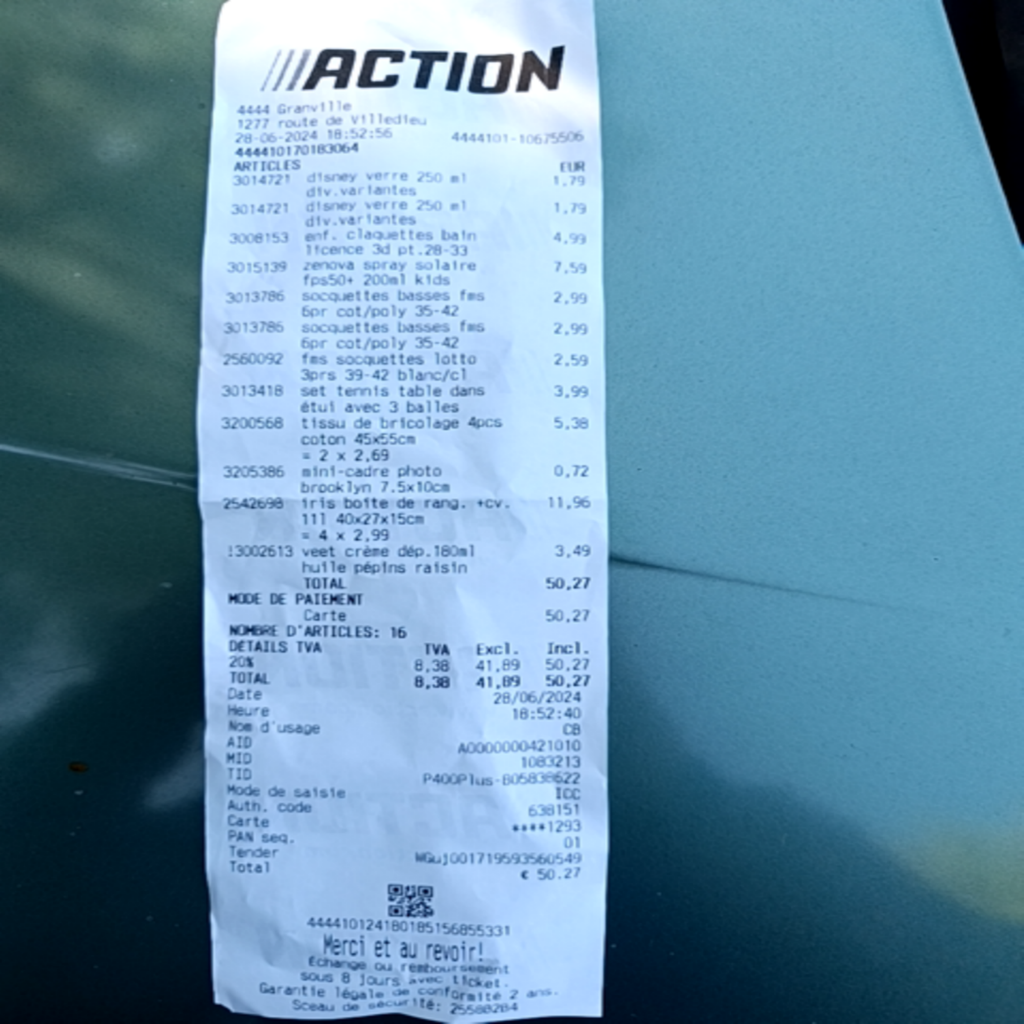 ACTION
4444 Granville
1277 route de Villedieu
28-06-2024 18:52:56 4444101-10675506
444410170183064
ARTICLES EUR
3014721 disney verre 250 ml 1,79
div.variantes
3014721 disney verre 250 ml 1,79
div.variantes
3008153 enf. claquettes bain 4,99
licence 3d pt.28-33
3015139 zenova spray solaire 7,59
fps50+ 200ml kids
3013786 socquettes basses fms 2,99
6pr cot/poly 35-42
3013786 socquettes basses fms 2,99
6pr cot/poly 35-42
2560092 fms socquettes lotto 2,59
3prs 39-42 blanc/cl
3013418 set tennis table dans 3,99
étui avec 3 balles
3200568 tissu de bricolage 4pcs 5,38
coton 45x55cm
= 2 x 2,69
3205386 mini-cadre photo 0,72
brooklyn 7.5x10cm
2542698 iris boîte de rang. +cv. 11,96
11l 40x27x15cm
= 4 x 2,99
!3002613 veet crème dép.180ml 3,49
huile pépins raisin
TOTAL 50,27
MODE DE PAIEMENT
Carte 50,27
NOMBRE D'ARTICLES: 16
DÉTAILS TVA TVA Excl. Incl.
20% 8,38 41,89 50,27
TOTAL 8,38 41,89 50,27
Date 28/06/2024
Heure 18:52:40
Nom d'usage CB
AID A0000000421010
MID 1083213
TID P400Plus-B05838622
Mode de saisie ICC
Auth. code 638151
Carte ****1293
PAN seq. 01
Tender WGuj001719593560549
Total € 50.27
444410124180185156855331
Merci et au revoir!
Échange ou remboursement
sous 8 jours avec ticket.
Garantie légale de conformité 2 ans.
Sceau de sécurité: 25580284